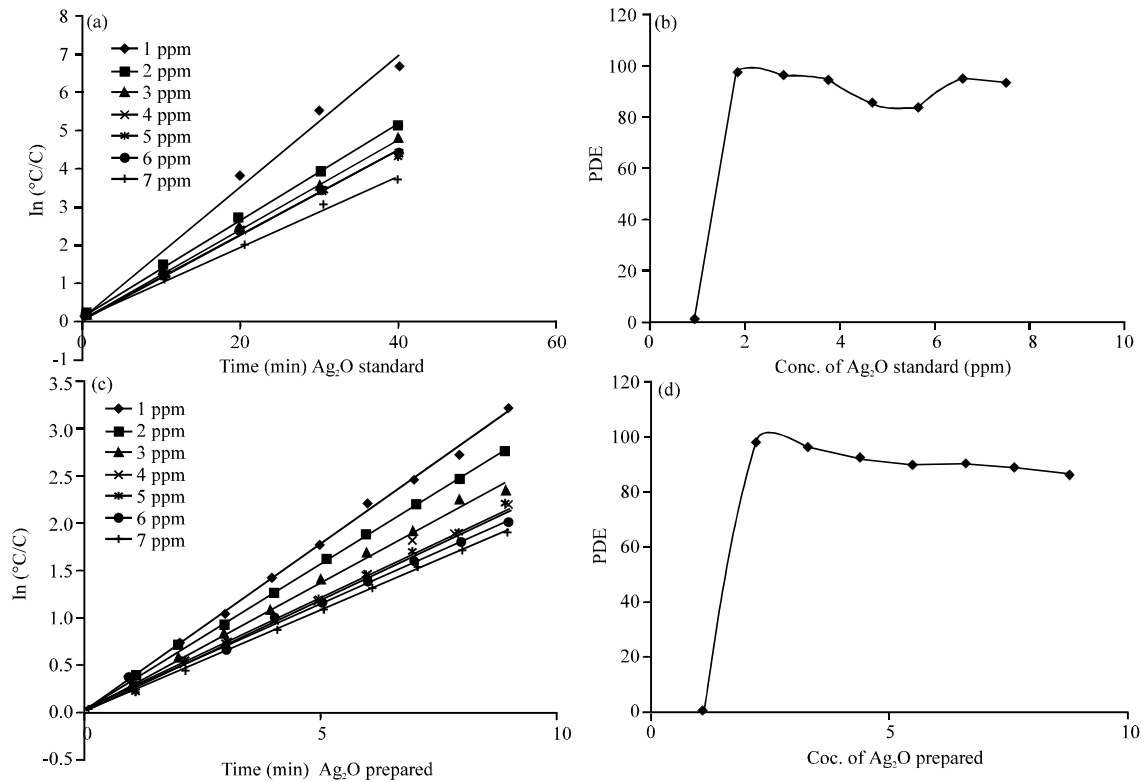 (a)
8
7
6
5
4
3
2
1
0
-1
1 ppm
2 ppm
3 ppm
4 ppm
5 ppm
6 ppm
7 ppm
In (°C/C)
0
20
40
60
Time (min) Ag₂O standard
(b)
120
100
80
60
40
20
0
PDE
0
2
4
6
8
10
Conc. of Ag₂O standard (ppm)
(c)
3.5
3.0
2.5
2.0
1.5
1.0
0.5
0.0
-0.5
1 ppm
2 ppm
3 ppm
4 ppm
5 ppm
6 ppm
7 ppm
In (°C/C)
0
5
10
Time (min) Ag₂O prepared
(d)
120
100
80
60
40
20
0
PDE
0
5
10
Coc. of Ag₂O prepared